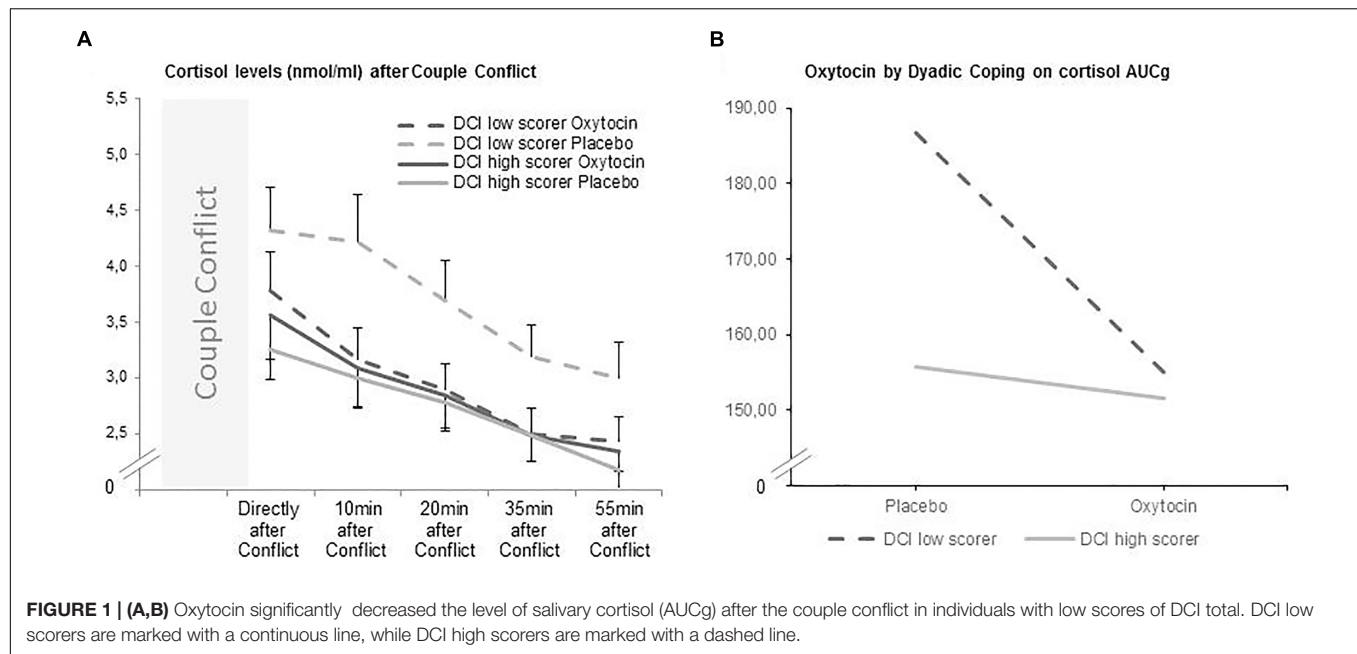 A
Cortisol levels (nmol/ml) after Couple Conflict
5,5
5,0
4,5
4,0
3,5
3,0
2,5
0
Couple Conflict
DCI low scorer Oxytocin
DCI low scorer Placebo
DCI high scorer Oxytocin
DCI high scorer Placebo
Directly after Conflict
10min after Conflict
20min after Conflict
35min after Conflict
55min after Conflict
B
Oxytocin by Dyadic Coping on cortisol AUCg
190,00
180,00
170,00
160,00
150,00
0
Placebo
Oxytocin
DCI low scorer
DCI high scorer
FIGURE 1 | (A,B) Oxytocin significantly decreased the level of salivary cortisol (AUCg) after the couple conflict in individuals with low scores of DCI total. DCI low
scorers are marked with a continuous line, while DCI high scorers are marked with a dashed line.